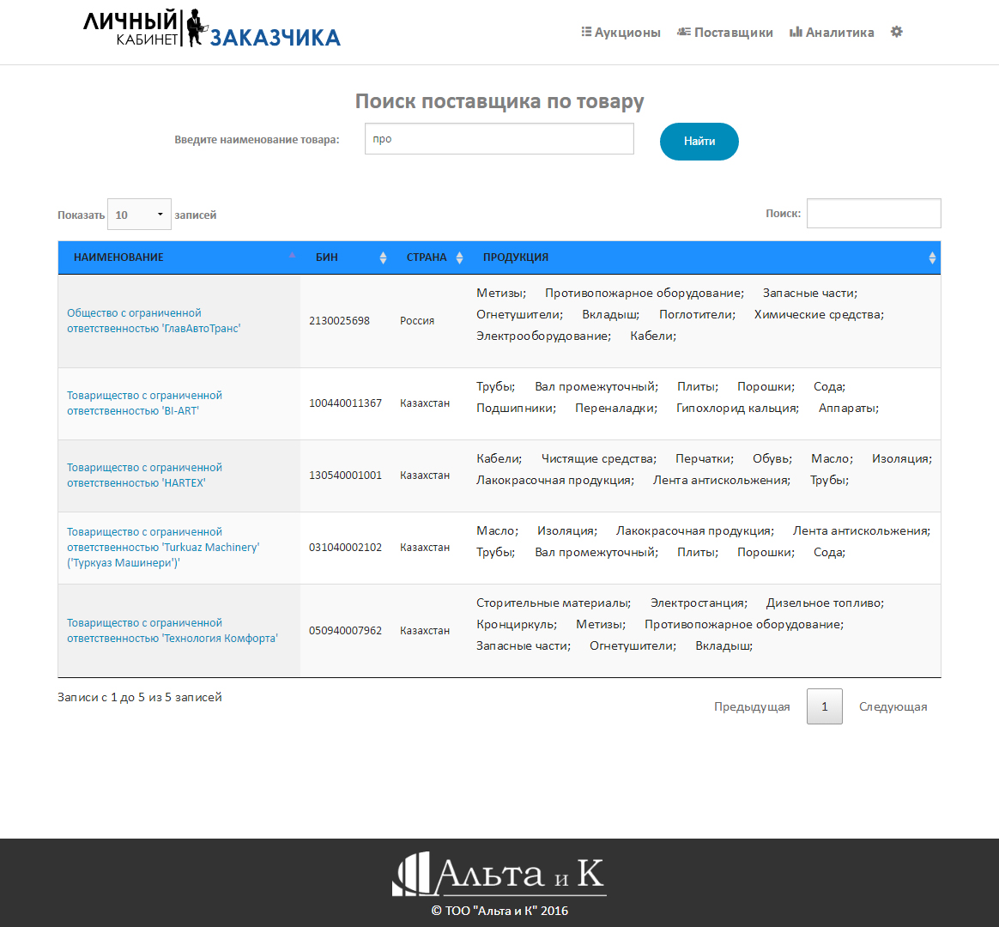 ЛИЧНЫЙ
КАБИНЕТ ЗАКАЗЧИКА
Аукционы Поставщики Аналитика
Поиск поставщика по товару
Введите наименование товара: про Найти
Показать 10 записей Поиск:
НАИМЕНОВАНИЕ БИН СТРАНА ПРОДУКЦИЯ
Общество с ограниченной
ответственностью 'ГлавАвтоТранс'
2130025698
Россия
Метизы; Противопожарное оборудование; Запасные части;
Огнетушители; Вкладыш; Поглотители; Химические средства;
Электрооборудование; Кабели;
Товарищество с ограниченной
ответственностью 'BI-ART'
100440011367
Казахстан
Трубы; Вал промежуточный; Плиты; Порошки; Сода;
Подшипники; Переналадки; Гипохлорид кальция; Аппараты;
Товарищество с ограниченной
ответственностью 'HARTEX'
130540001001
Казахстан
Кабели; Чистящие средства; Перчатки; Обувь; Масло; Изоляция;
Лакокрасочная продукция; Лента антискольжения; Трубы;
Товарищество с ограниченной
ответственностью 'Turkuaz Machinery'
('Туркуаз Машинери')'
031040002102
Казахстан
Масло; Изоляция; Лакокрасочная продукция; Лента антискольжения;
Трубы; Вал промежуточный; Плиты; Порошки; Сода;
Товарищество с ограниченной
ответственностью 'Технология Комфорта'
050940007962
Казахстан
Сторительные материалы; Электростанция; Дизельное топливо;
Кронциркуль; Метизы; Противопожарное оборудование;
Запасные части; Огнетушители; Вкладыш;
Записи с 1 до 5 из 5 записей
Предыдущая 1 Следующая
Альта и К
© ТОО "Альта и К" 2016